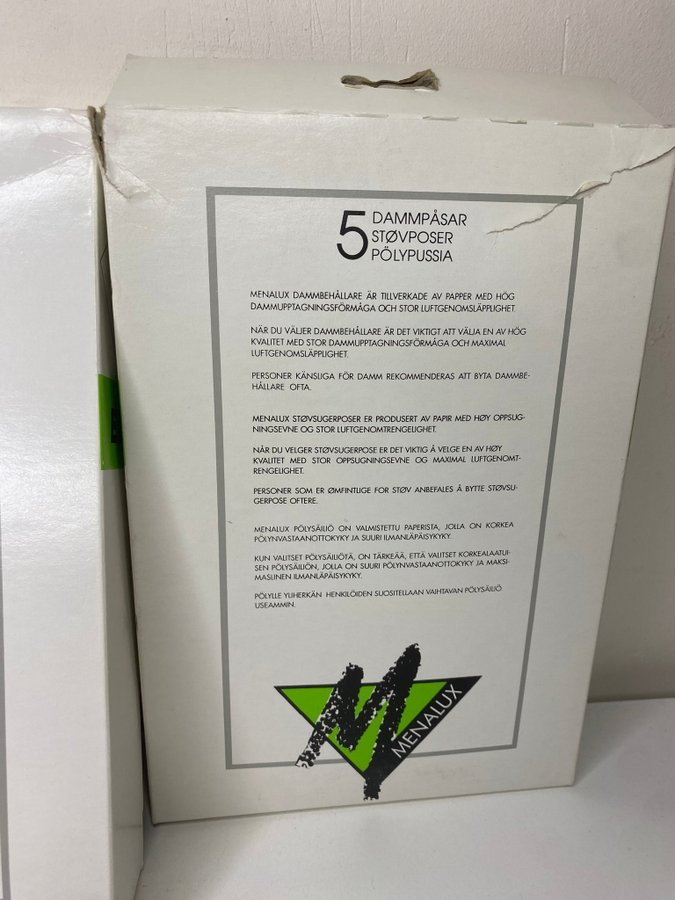 5 DAMMPÅSAR
STØVPOSER
PÖLYPUSSIA
MENALUX DAMMBEHÅLLARE ÄR TILLVERKADE AV PAPPER MED HÖG
DAMMUPPTAGNINGSFÖRMÅGA OCH STOR LUFTGENOMSLÄPPLIGHET.
NÄR DU VÄLJER DAMMBEHÅLLARE ÄR DET VIKTIGT ATT VÄLJA EN AV HÖG
KVALITET MED STOR DAMMUPPTAGNINGSFÖRMÅGA OCH MAXIMAL
LUFTGENOMSLÄPPLIGHET.
PERSONER KÄNSLIGA FÖR DAMM REKOMMENDERAS ATT BYTA DAMMBE-
HÅLLARE OFTA.
MENALUX STØVSUGERPOSER ER PRODUSERT AV PAPIR MED HØY OPPSUG-
NINGSEVNE OG STOR LUFTGENOMTRENGELIGHET.
NÅR DU VELGER STØVSUGERPOSE ER DET VIKTIG Å VELGE EN AV HØY
KVALITET MED STOR OPPSUGNINGSEVNE OG MAXIMAL LUFTGENOMT-
RENGELIGHET.
PERSONER SOM ER ØMFINTLIGE FOR STØV ANBEFALES Å BYTTE STØVSU-
GERPOSE OFTERE.
MENALUX PÖLYSÄILIÖ ON VALMISTETTU PAPERISTA, JOLLA ON KORKEA
PÖLYNVASTAANOTTOKYKY JA SUURI ILMANLÄPÄISYKYKY.
KUN VALITSET PÖLYSÄILIÖTÄ, ON TÄRKEÄÄ, ETTÄ VALITSET KORKEALAATUI-
SEN PÖLYSÄILIÖN, JOLLA ON SUURI PÖLYNVASTAANOTTOKYKY JA MAKSI-
MASLINEN ILMANLÄPÄISYKYKY.
PÖLYLLE YLIHERKÄN HENKILÖIDEN SUOSITELLAAN VAIHTAVAN PÖLYSÄILIÖ
USEAMMIN.
M
MENALUX